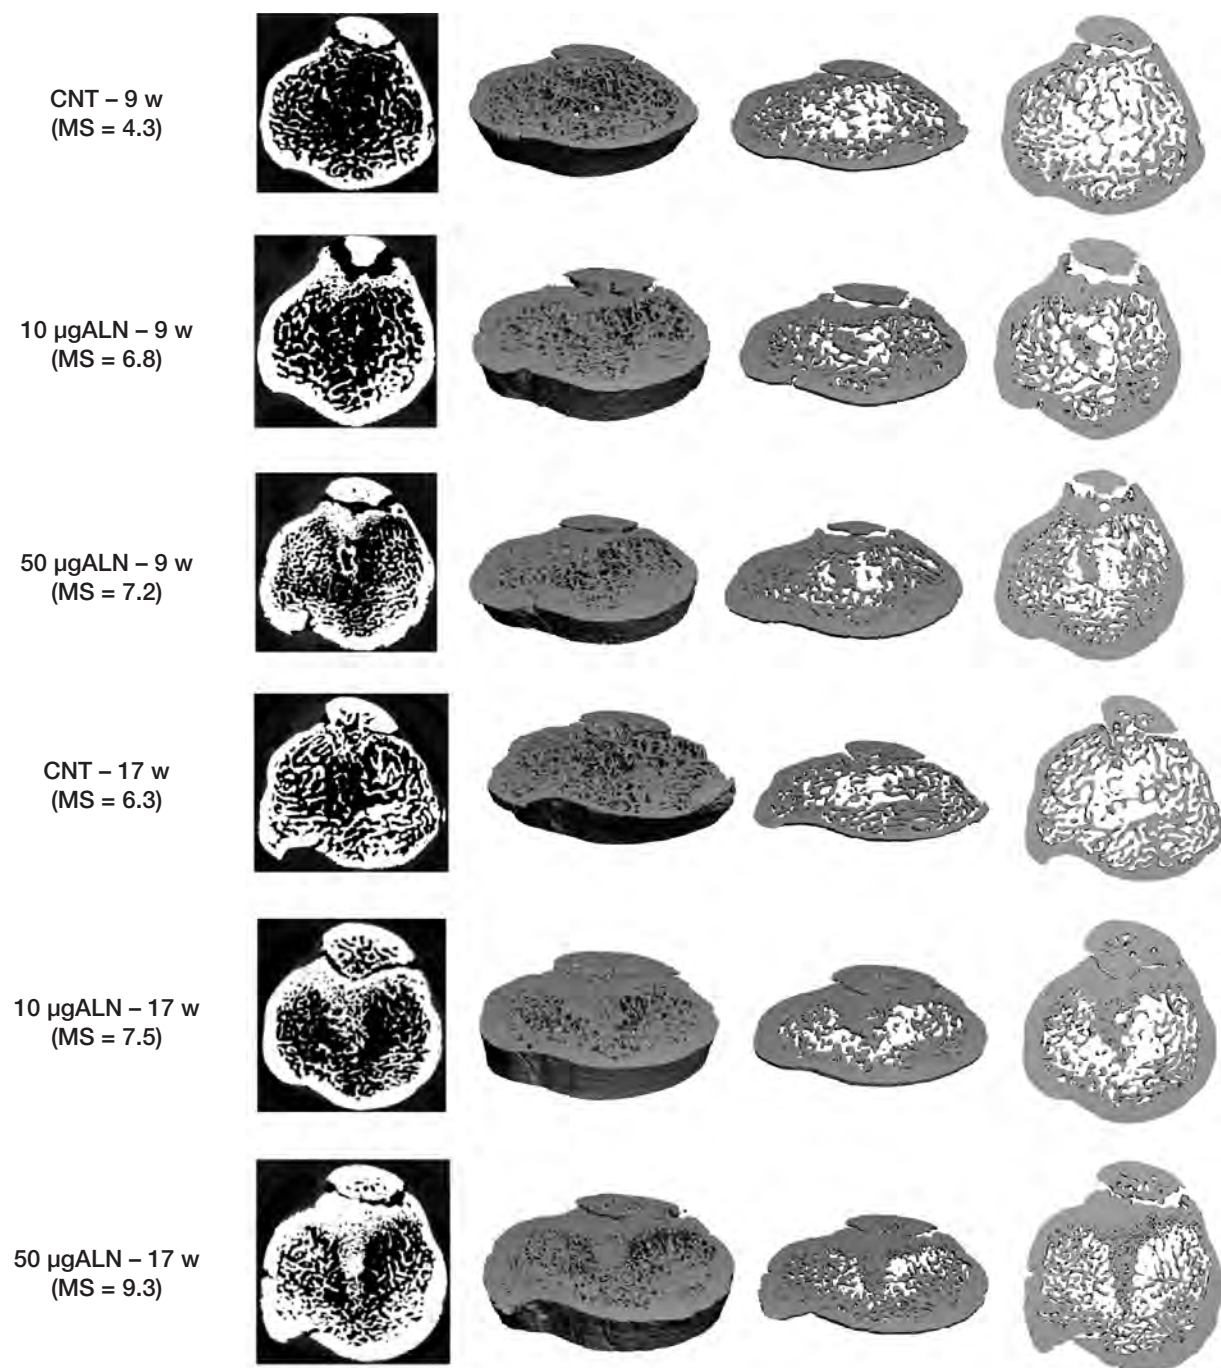 CNT – 9 w
(MS = 4.3)
10 µgALN – 9 w
(MS = 6.8)
50 µgALN – 9 w
(MS = 7.2)
CNT – 17 w
(MS = 6.3)
10 µgALN – 17 w
(MS = 7.5)
50 µgALN – 17 w
(MS = 9.3)